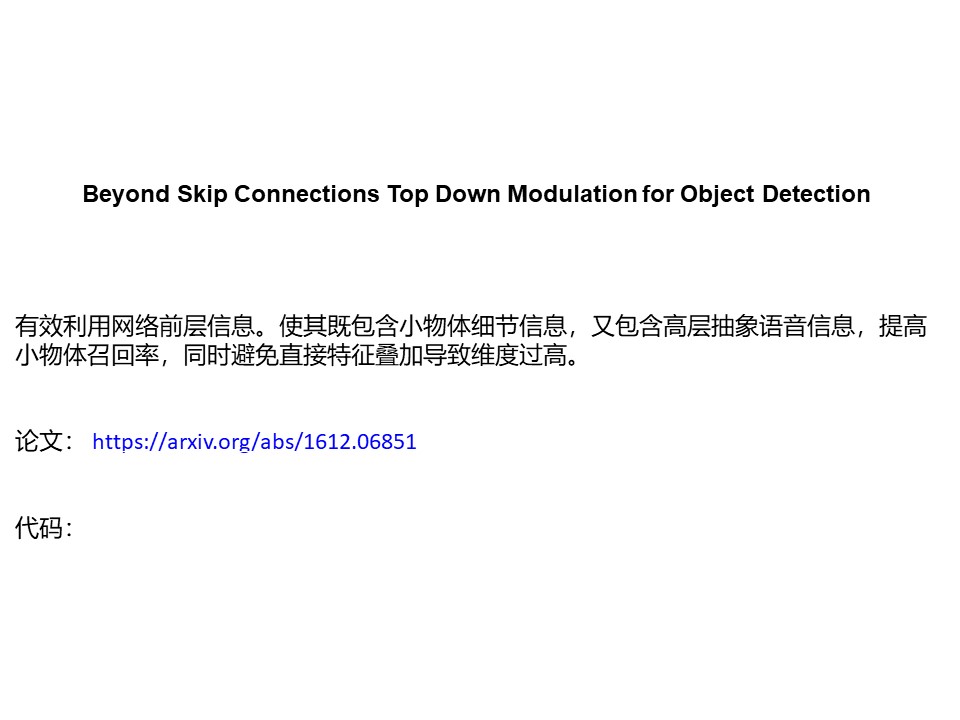 Beyond Skip Connections Top Down Modulation for Object Detection
有效利用网络前层信息。使其既包含小物体细节信息，又包含高层抽象语音信息，提高
小物体召回率，同时避免直接特征叠加导致维度过高。
论文： https://arxiv.org/abs/1612.06851
代码：